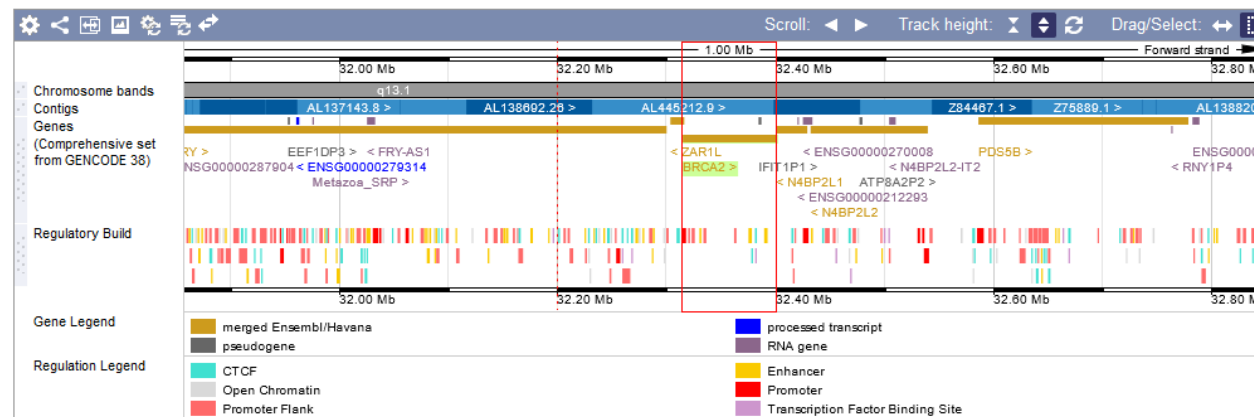 Scroll: Track height: Drag/Select:
1.00 Mb Forward strand
32.00 Mb 32.20 Mb 32.40 Mb 32.60 Mb 32.80 M
Chromosome bands q13.1
Contigs AL137143.8 > AL138692.26 > AL445212.9 > Z84467.1 > Z75889.1 > AL138820
Genes
(Comprehensive set
from GENCODE 38)
RY > EEF1DP3 > < FRY-AS1 < ZAR1L < ENSG00000270008 PDS5B > ENSG0000
NSG00000287904 < ENSG00000279314 BRCA2 > IFIT1P1 > < N4BP2L2-IT2 < RNY1P4
Metazoa_SRP > < N4BP2L1 ATP8A2P2 >
< ENSG00000212293
< N4BP2L2
Regulatory Build
32.00 Mb 32.20 Mb 32.40 Mb 32.60 Mb 32.80 M
Gene Legend
merged Ensembl/Havana processed transcript
pseudogene RNA gene
Regulation Legend
CTCF Enhancer
Open Chromatin Promoter
Promoter Flank Transcription Factor Binding Site